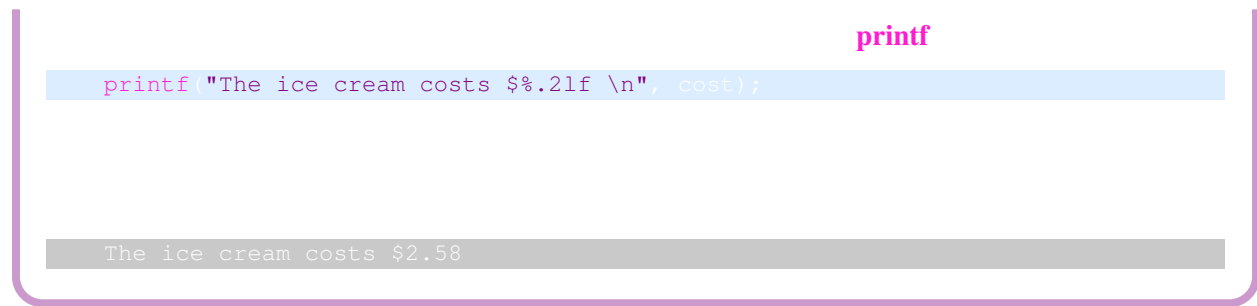 printf
printf("The ice cream costs $%.2lf \n", cost);
The ice cream costs $2.58